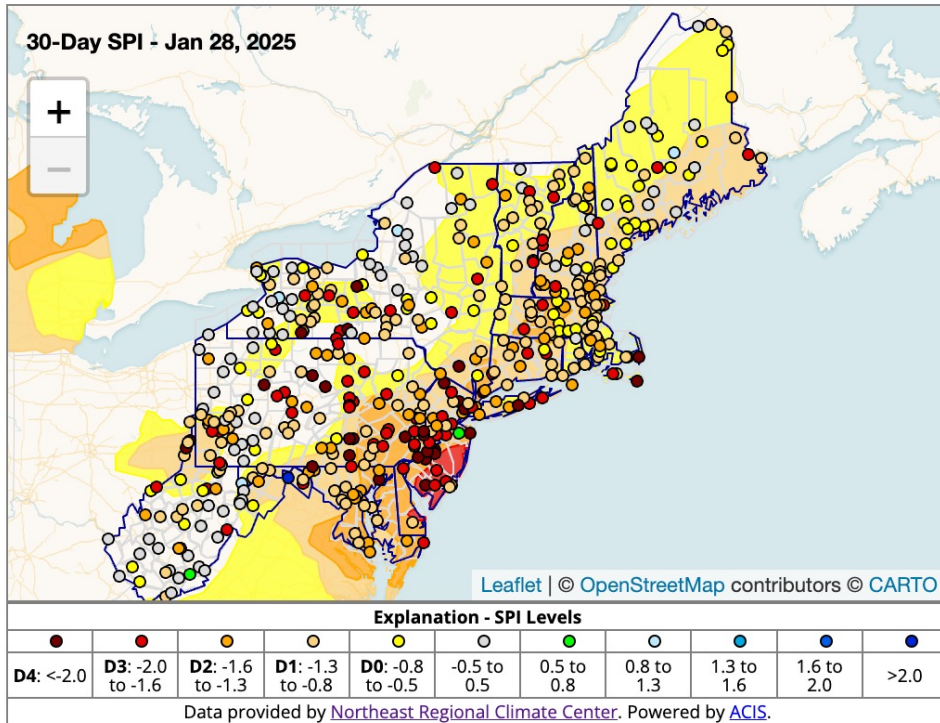 30-Day SPI - Jan 28, 2025
+
−
Leaflet | © OpenStreetMap contributors © CARTO
Explanation - SPI Levels
D4: <-2.0
D3: -2.0 to -1.6
D2: -1.6 to -1.3
D1: -1.3 to -0.8
D0: -0.8 to -0.5
-0.5 to 0.5
0.5 to 0.8
0.8 to 1.3
1.3 to 1.6
1.6 to 2.0
>2.0
Data provided by Northeast Regional Climate Center. Powered by ACIS.